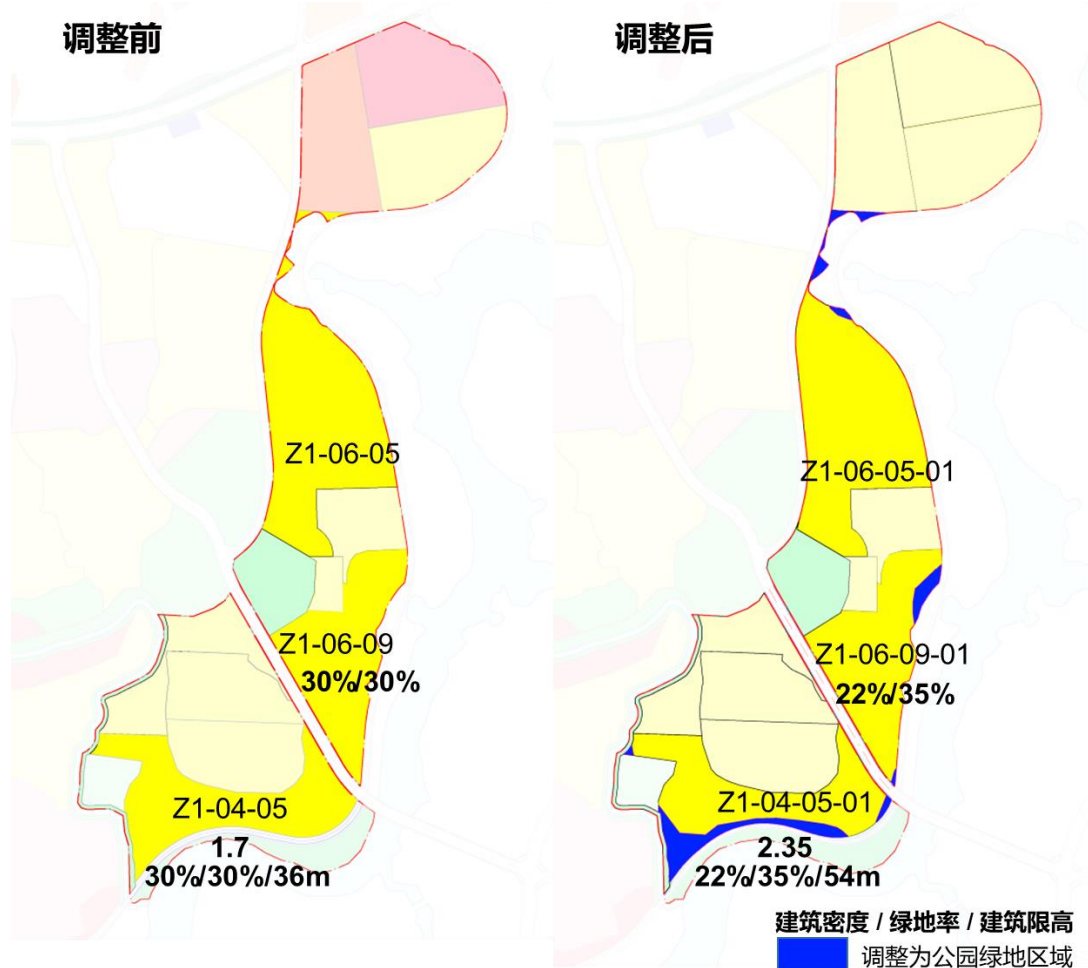 调整前
Z1-06-05
Z1-06-09
30%/30%
Z1-04-05
1.7
30%/30%/36m
调整后
Z1-06-05-01
Z1-06-09-01
22%/35%
Z1-04-05-01
2.35
22%/35%/54m
建筑密度 / 绿地率 / 建筑限高
调整为公园绿地区域